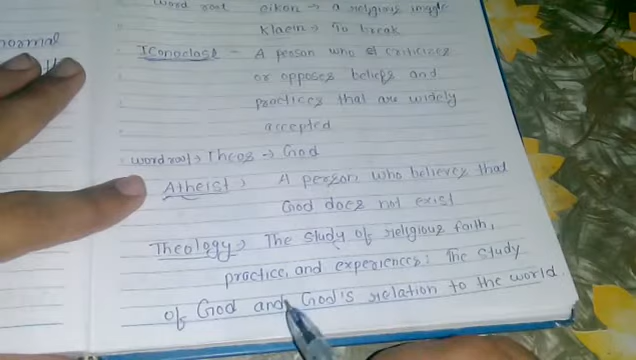 word root eikon → a religious image
normal
Klaein → To break
Iconoclast - A person who criticizes
or opposes beliefs and
practices that are widely
accepted
word root → Theos → God
Atheist > A person who believes that
God does not exist
Theology > The study of religious faith,
practice, and experiences: The study
of God and God's relation to the world.